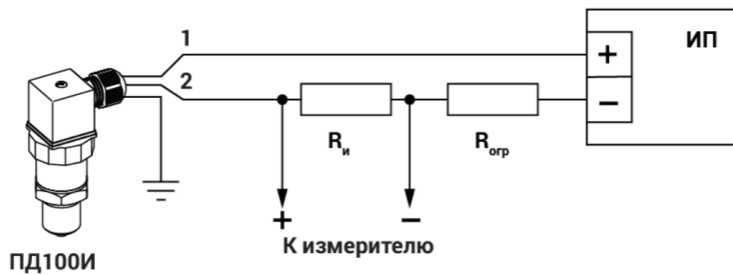 1
ИП
+
2
−
Rи
Rогр
+ −
К измерителю
ПД100И